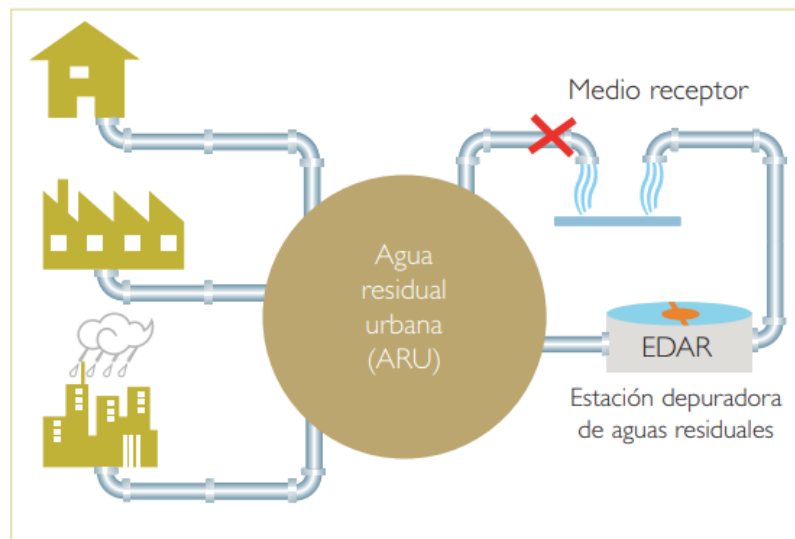 Medio receptor
Agua
residual
urbana
(ARU)
EDAR
Estación depuradora
de aguas residuales